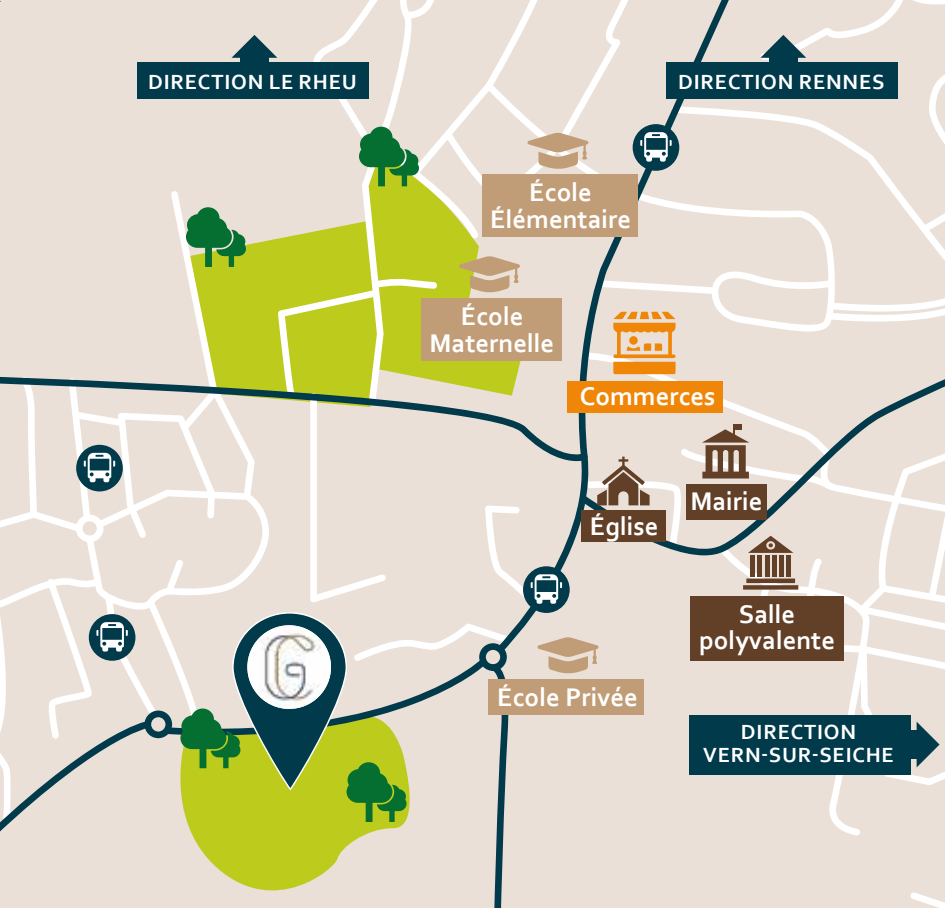 DIRECTION LE RHEU
DIRECTION RENNES
École
Élémentaire
École
Maternelle
Commerces
Mairie
Église
Salle
polyvalente
École Privée
DIRECTION
VERN-SUR-SEICHE
G